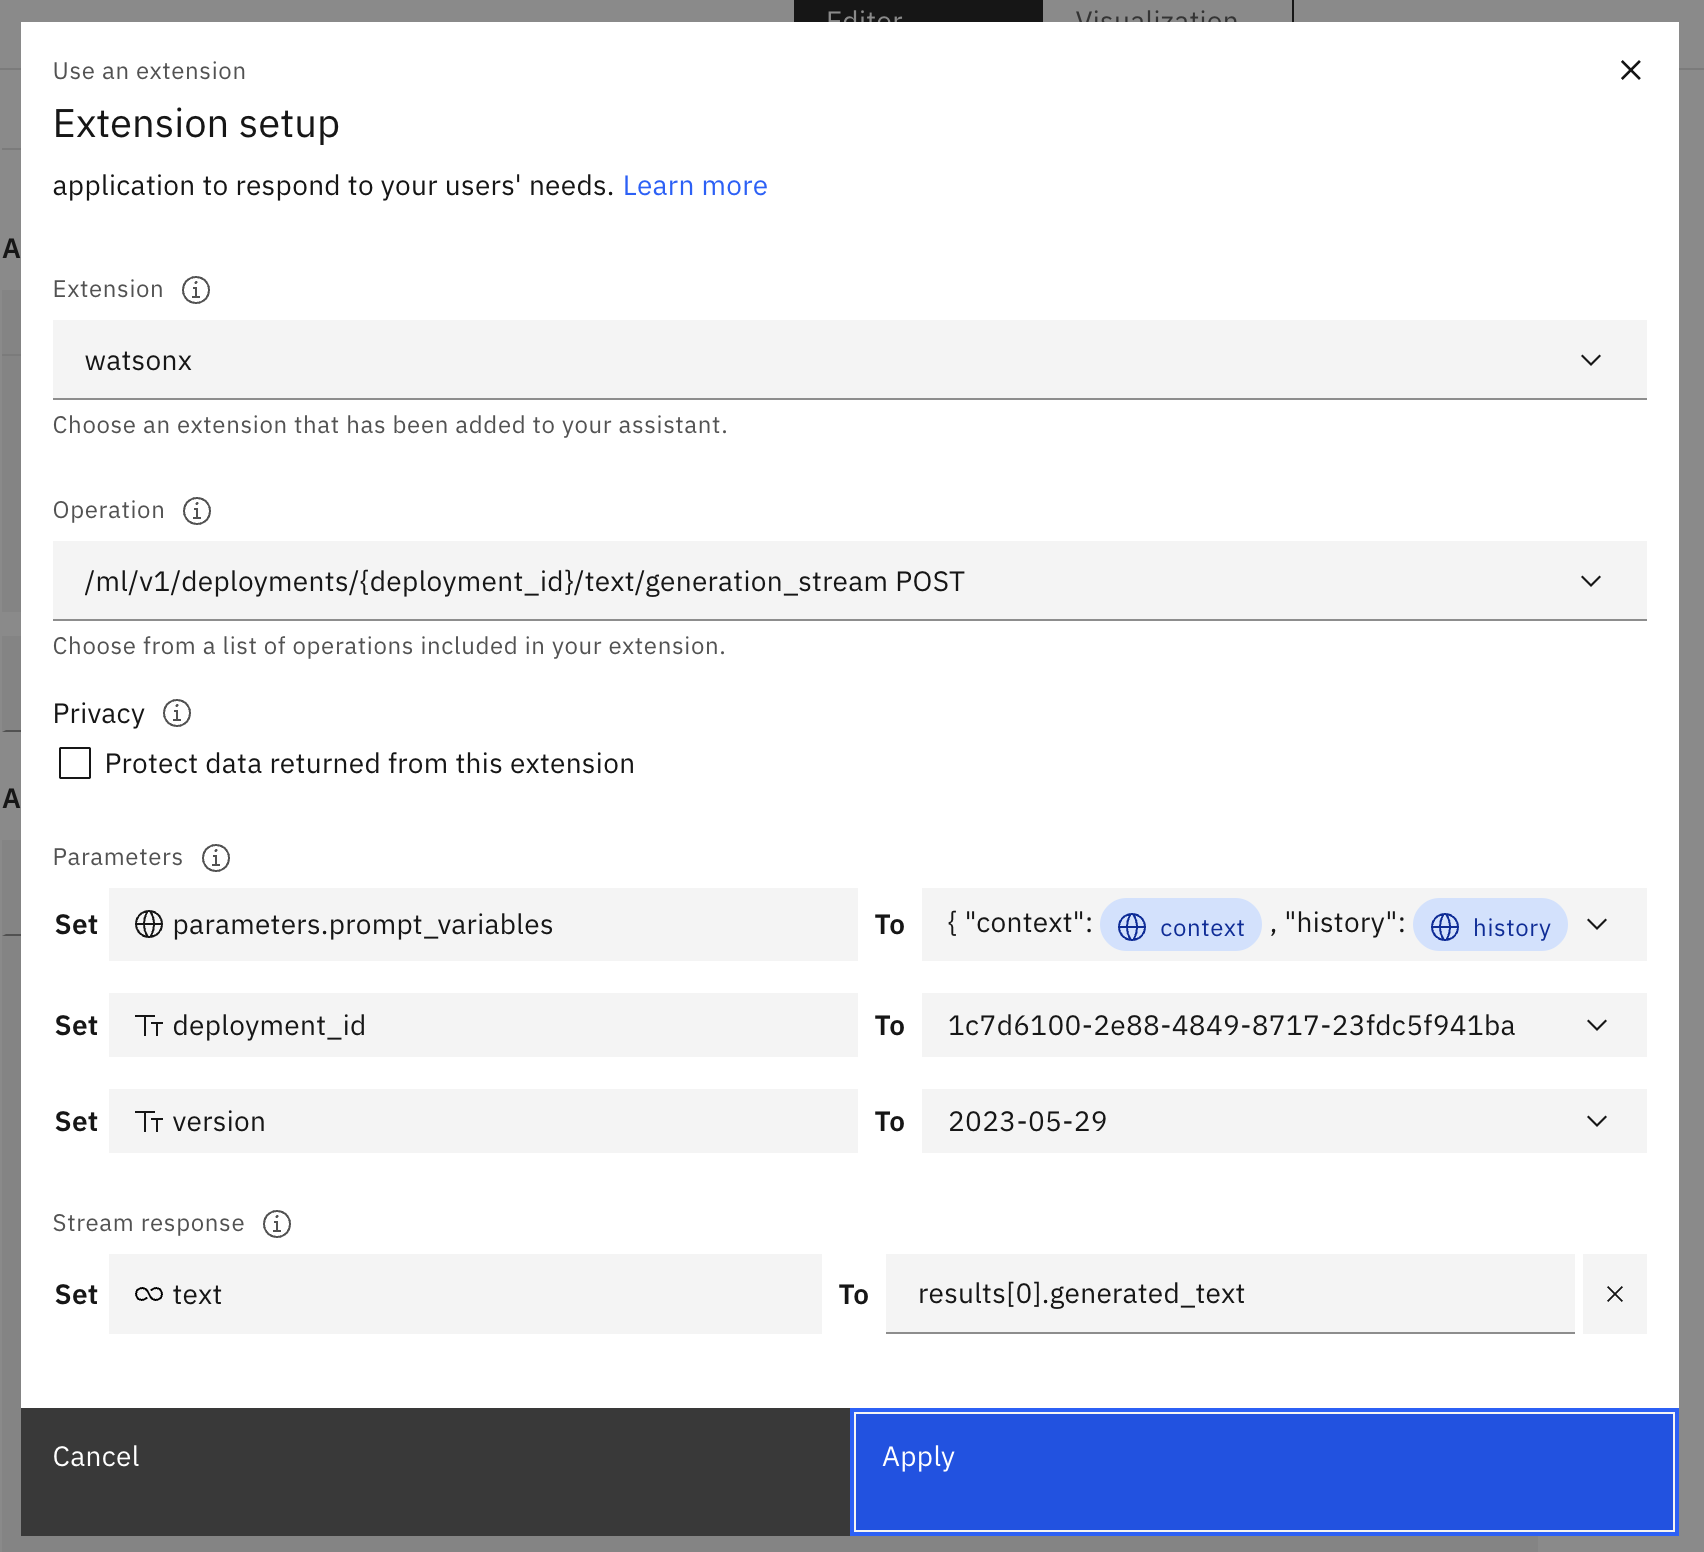 Editor Visualization
Use an extension
Extension setup
application to respond to your users' needs. Learn more
A
Extension
watsonx
Choose an extension that has been added to your assistant.
Operation
/ml/v1/deployments/{deployment_id}/text/generation_stream POST
Choose from a list of operations included in your extension.
Privacy
Protect data returned from this extension
A
Parameters
Set parameters.prompt_variables To { "context": context , "history": history
Set Tт deployment_id To 1c7d6100-2e88-4849-8717-23fdc5f941ba
Set Tт version To 2023-05-29
Stream response
Set text To results[0].generated_text
Cancel Apply